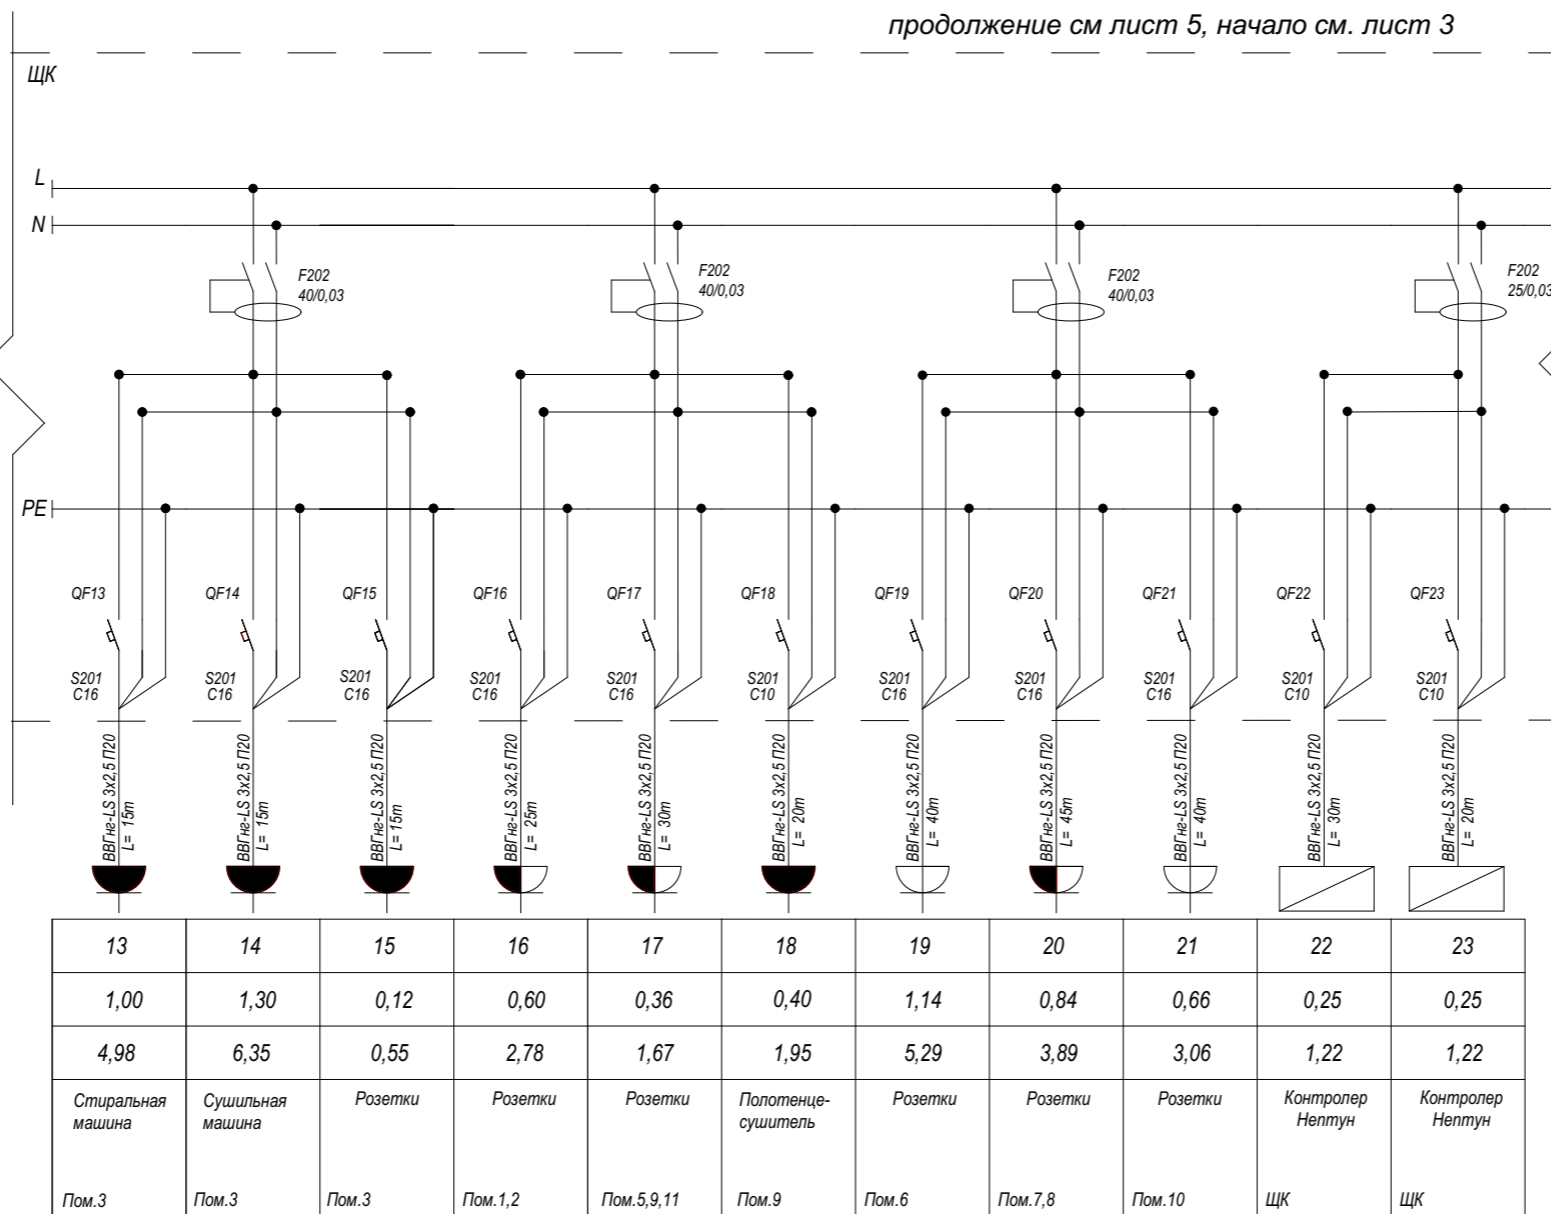 продолжение см лист 5, начало см. лист 3
ЩК
L
N
F202
40/0,03
F202
40/0,03
F202
40/0,03
F202
25/0,03
PE
QF13
QF14
QF15
QF16
QF17
QF18
QF19
QF20
QF21
QF22
QF23
S201
C16
S201
C16
S201
C16
S201
C16
S201
C16
S201
C10
S201
C16
S201
C16
S201
C16
S201
C10
S201
C10
ВВГнг-LS 3x2,5 П20
L= 15m
ВВГнг-LS 3x2,5 П20
L= 15m
ВВГнг-LS 3x2,5 П20
L= 15m
ВВГнг-LS 3x2,5 П20
L= 25m
ВВГнг-LS 3x2,5 П20
L= 30m
ВВГнг-LS 3x2,5 П20
L= 20m
ВВГнг-LS 3x2,5 П20
L= 40m
ВВГнг-LS 3x2,5 П20
L= 45m
ВВГнг-LS 3x2,5 П20
L= 40m
ВВГнг-LS 3x2,5 П20
L= 30m
ВВГнг-LS 3x2,5 П20
L= 20m
13 14 15 16 17 18 19 20 21 22 23
1,00 1,30 0,12 0,60 0,36 0,40 1,14 0,84 0,66 0,25 0,25
4,98 6,35 0,55 2,78 1,67 1,95 5,29 3,89 3,06 1,22 1,22
Стиральная
машина
Сушильная
машина
Розетки
Розетки
Розетки
Полотенце-
сушитель
Розетки
Розетки
Розетки
Контролер
Нептун
Контролер
Нептун
Пом.3 Пом.3 Пом.3 Пом.1,2 Пом.5,9,11 Пом.9 Пом.6 Пом.7,8 Пом.10 ЩК ЩК